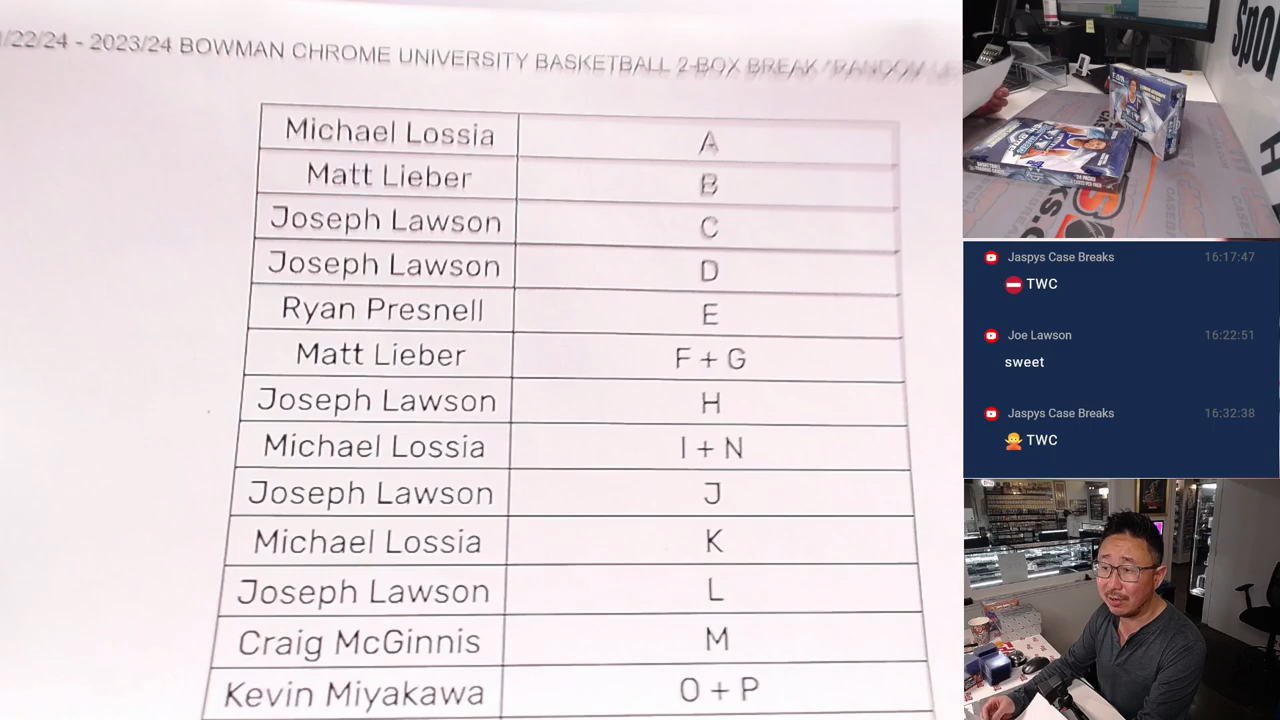 /22/24 - 2023/24 BOWMAN CHROME UNIVERSITY BASKETBALL 2-BOX BREAK
Michael Lossia A
Matt Lieber B
Joseph Lawson C
Joseph Lawson D
Ryan Presnell E
Matt Lieber F + G
Joseph Lawson H
Michael Lossia I + N
Joseph Lawson J
Michael Lossia K
Joseph Lawson L
Craig McGinnis M
Kevin Miyakawa O + P
Jaspys Case Breaks 16:17:47
⛔ TWC
Joe Lawson 16:22:51
sweet
Jaspys Case Breaks 16:32:38
🙅 TWC